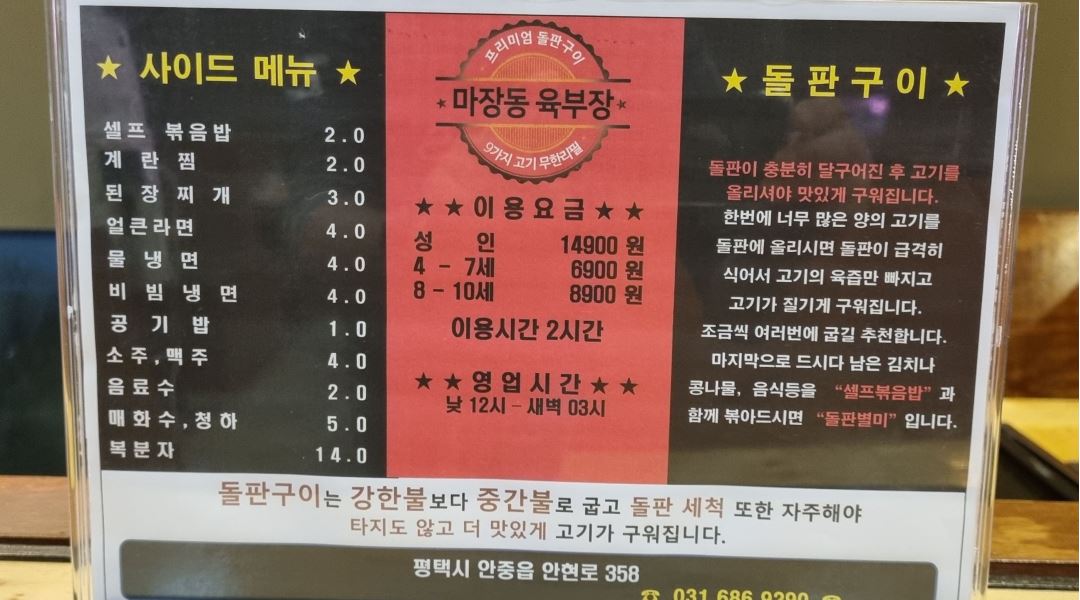 ★ 사이드 메뉴 ★
셀프 볶음밥 2.0
계란찜 2.0
된장찌개 3.0
얼큰라면 4.0
물냉면 4.0
비빔냉면 4.0
공기밥 1.0
소주,맥주 4.0
음료수 2.0
매화수,청하 5.0
복분자 14.0
프리미엄 돌판구이
★마장동 육부장★
9가지 고기 무한리필
★★이용요금★★
성인 14900 원
4 - 7세 6900 원
8 - 10세 8900 원
이용시간 2시간
★★영업시간★★
낮 12시 - 새벽 03시
★ 돌판구이 ★
돌판이 충분히 달구어진 후 고기를
올리셔야 맛있게 구워집니다.
한번에 너무 많은 양의 고기를
돌판에 올리시면 돌판이 급격히
식어서 고기의 육즙만 빠지고
고기가 질기게 구워집니다.
조금씩 여러번에 굽길 추천합니다.
마지막으로 드시다 남은 김치나
콩나물, 음식등을 “셀프볶음밥” 과
함께 볶아드시면 “돌판별미” 입니다.
돌판구이는 강한불보다 중간불로 굽고 돌판 세척 또한 자주해야
타지도 않고 더 맛있게 고기가 구워집니다.
평택시 안중읍 안현로 358
☎ 031 686 9290 ☎